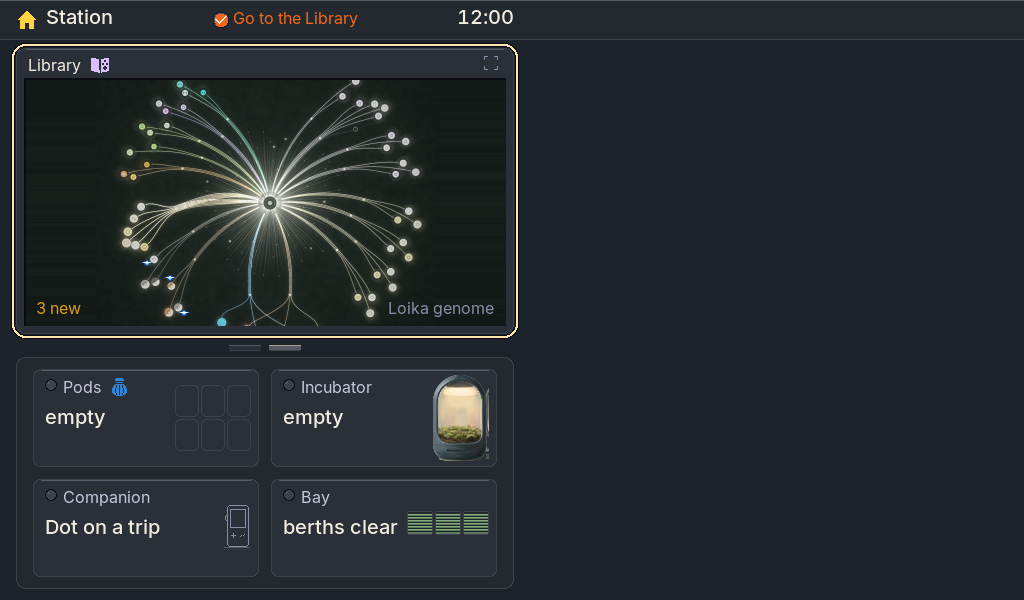 Station
Go to the Library
12:00
Library
3 new
Loika genome
Pods
empty
Incubator
empty
Companion
Dot on a trip
Bay
berths clear